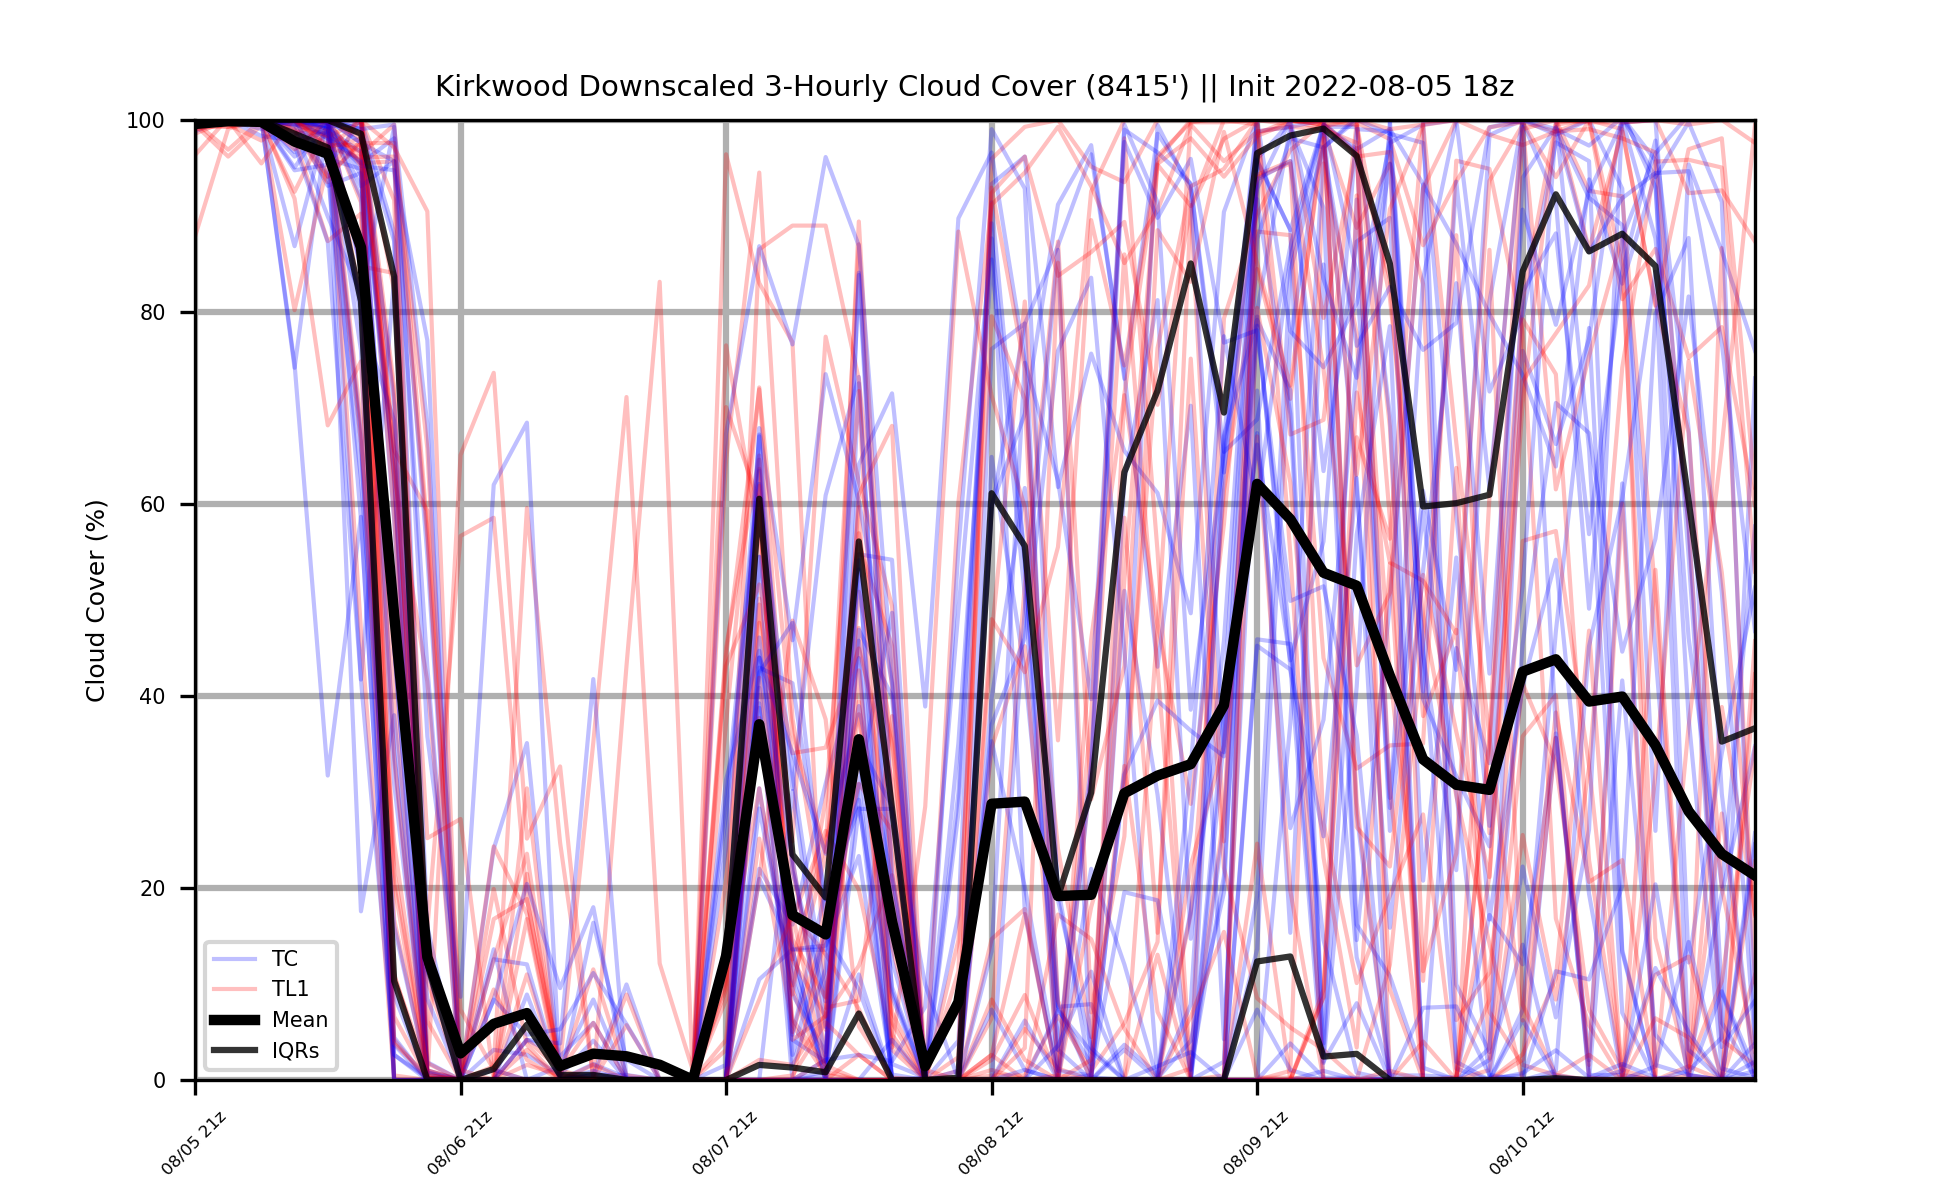 Kirkwood Downscaled 3-Hourly Cloud Cover (8415') || Init 2022-08-05 18z
Cloud Cover (%)
100
80
60
40
20
0
TC
TL1
Mean
IQRs
08/05 21z
08/06 21z
08/07 21z
08/08 21z
08/09 21z
08/10 21z